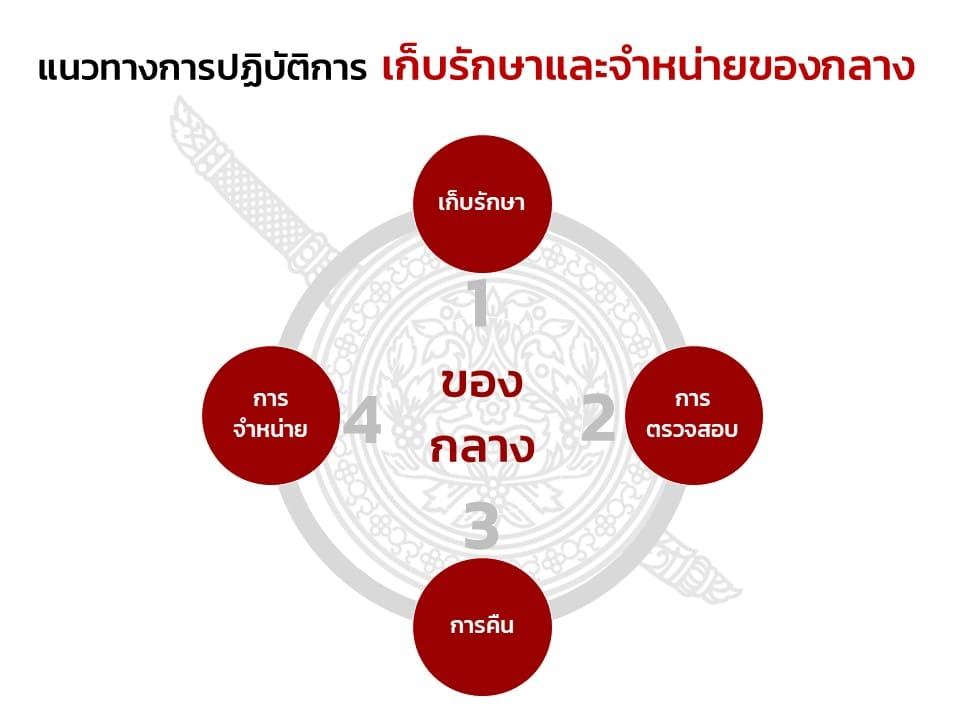 แนวทางการปฏิบัติการ เก็บรักษาและจำหน่ายของกลาง
เก็บรักษา
1
การ
จำหน่าย
4
ของ
กลาง
2
การ
ตรวจสอบ
3
การคืน